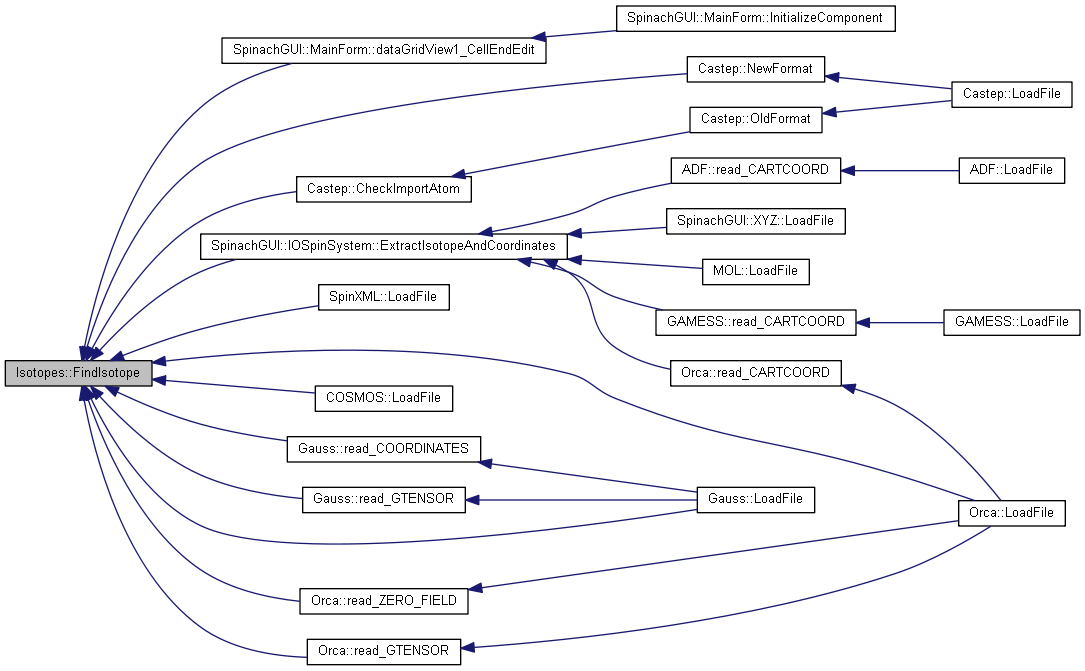 SpinachGUI::MainForm::InitializeComponent
SpinachGUI::MainForm::dataGridView1_CellEndEdit
Castep::NewFormat
Castep::LoadFile
Castep::OldFormat
ADF::read_CARTCOORD
ADF::LoadFile
Castep::CheckImportAtom
SpinachGUI::XYZ::LoadFile
SpinachGUI::IOSpinSystem::ExtractIsotopeAndCoordinates
MOL::LoadFile
SpinXML::LoadFile
GAMESS::read_CARTCOORD
GAMESS::LoadFile
Isotopes::FindIsotope
Orca::read_CARTCOORD
COSMOS::LoadFile
Gauss::read_COORDINATES
Gauss::read_GTENSOR
Gauss::LoadFile
Orca::LoadFile
Orca::read_ZERO_FIELD
Orca::read_GTENSOR